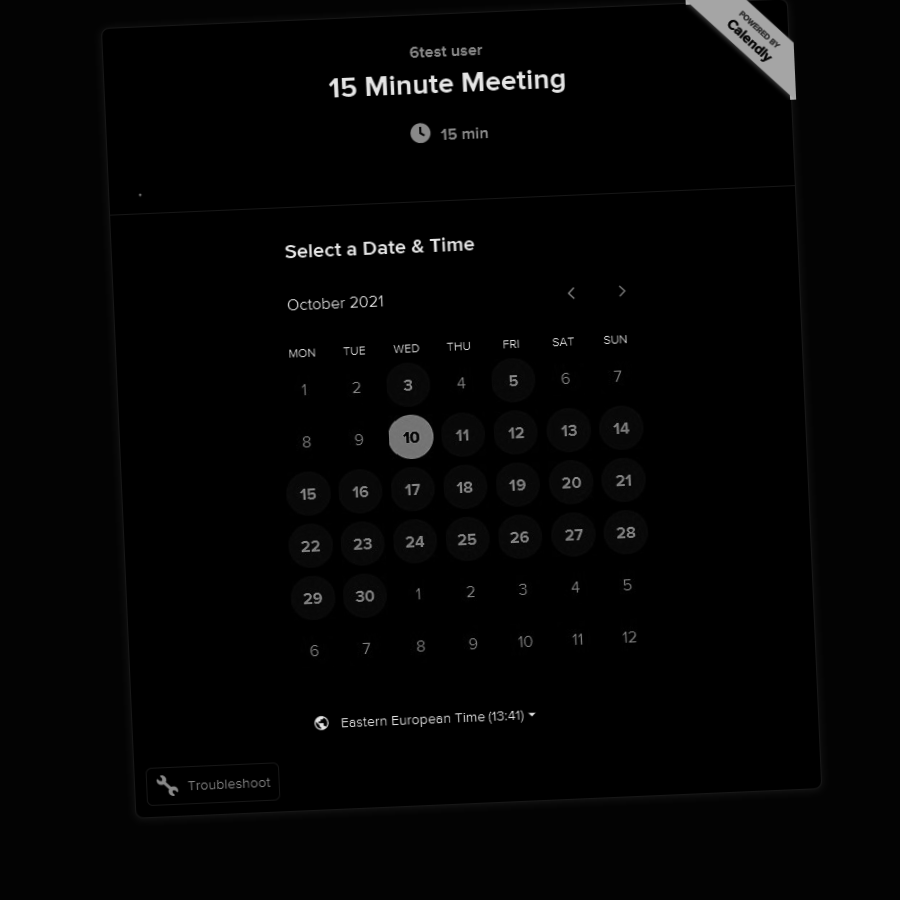 POWERED BY
Calendly
6test user
15 Minute Meeting
15 min
Select a Date & Time
October 2021
MON TUE WED THU FRI SAT SUN
1 2 3 4 5 6 7
8 9 10 11 12 13 14
15 16 17 18 19 20 21
22 23 24 25 26 27 28
29 30 1 2 3 4 5
6 7 8 9 10 11 12
Eastern European Time (13:41)
Troubleshoot